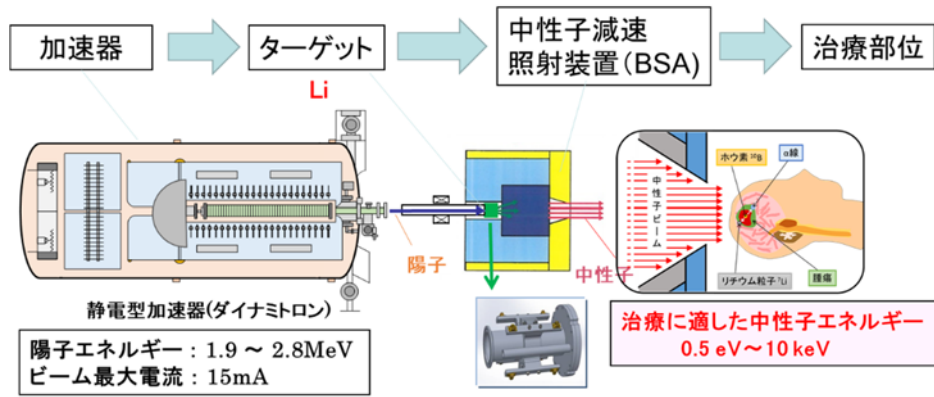 加速器
ターゲット
中性子減速
照射装置（BSA）
治療部位
Li
陽子
中性子
中性子ビーム
ホウ素 ¹⁰B
α線
リチウム粒子 ⁷Li
腫瘍
静電型加速器(ダイナミトロン)
陽子エネルギー：1.9 ～ 2.8MeV
ビーム最大電流：15mA
治療に適した中性子エネルギー
0.5 eV～10 keV